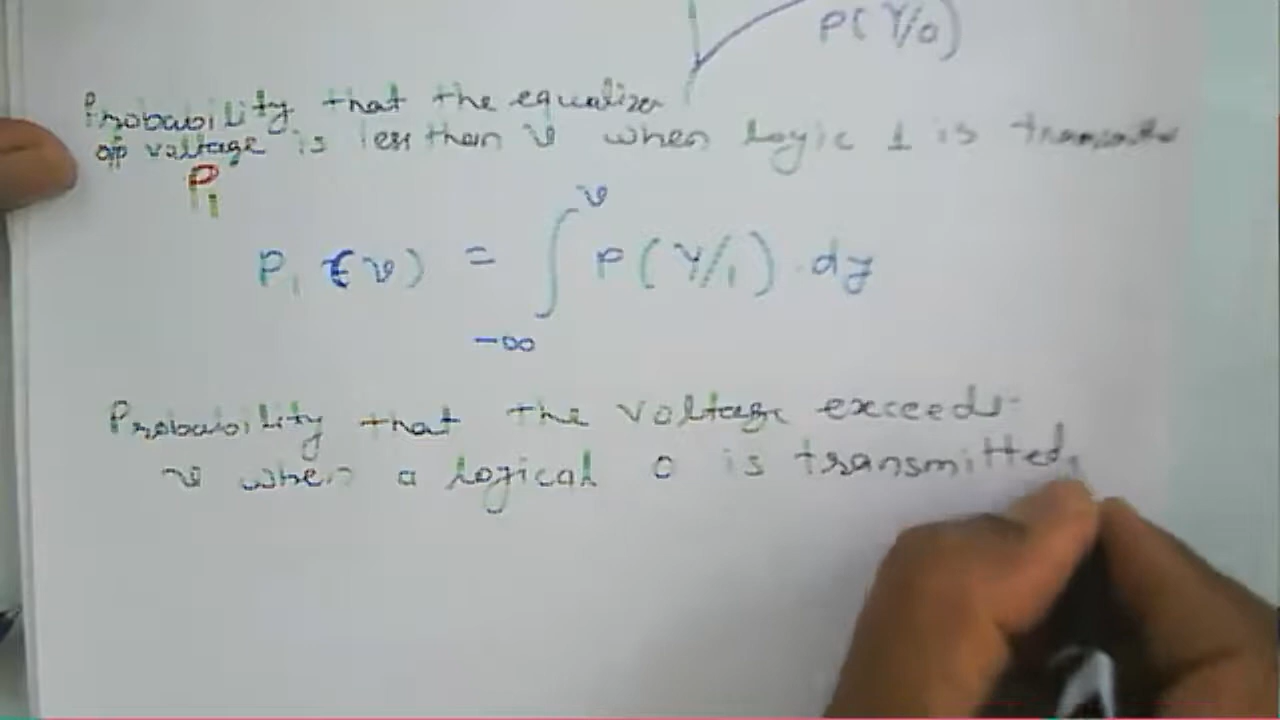 P(Y/0)
Probability that the equalizer
o/p voltage is less than v when logic 1 is
P1
P1 (v) = ∫ v -∞ P(Y/1) . dy
Probability that the voltage exceeds
v when a logical 0 is transmitted.